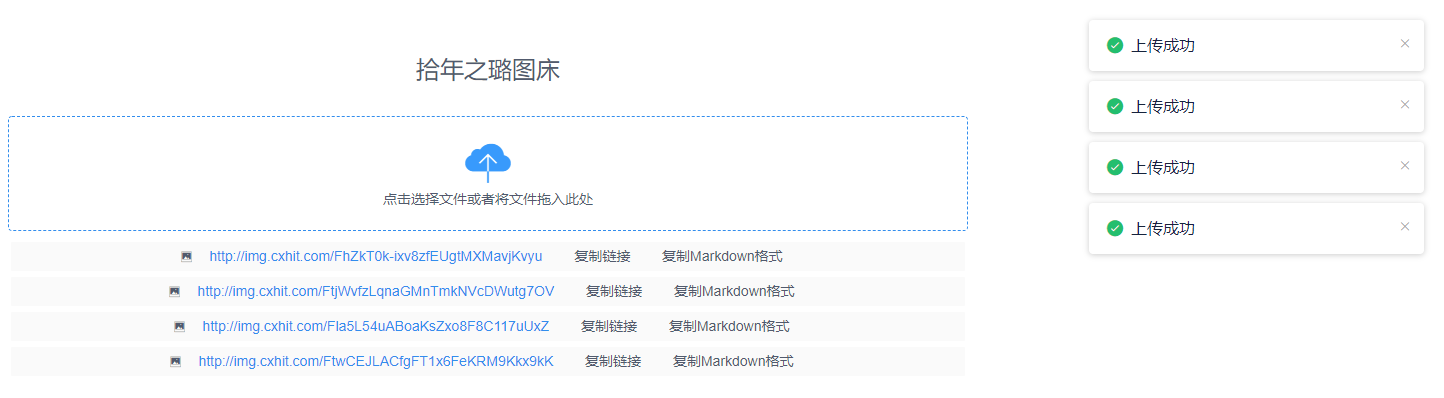 拾年之璐图床
点击选择文件或者将文件拖入此处
http://img.cxhit.com/FhZkT0k-ixv8zfEUgtMXMavjKvyu 复制链接 复制Markdown格式
http://img.cxhit.com/FtjWvfzLqnaGMnTmkNVcDWutg7OV 复制链接 复制Markdown格式
http://img.cxhit.com/Fla5L54uABoaKsZxo8F8C117uUxZ 复制链接 复制Markdown格式
http://img.cxhit.com/FtwCEJLACfgFT1x6FeKRM9Kkx9kK 复制链接 复制Markdown格式
上传成功
上传成功
上传成功
上传成功